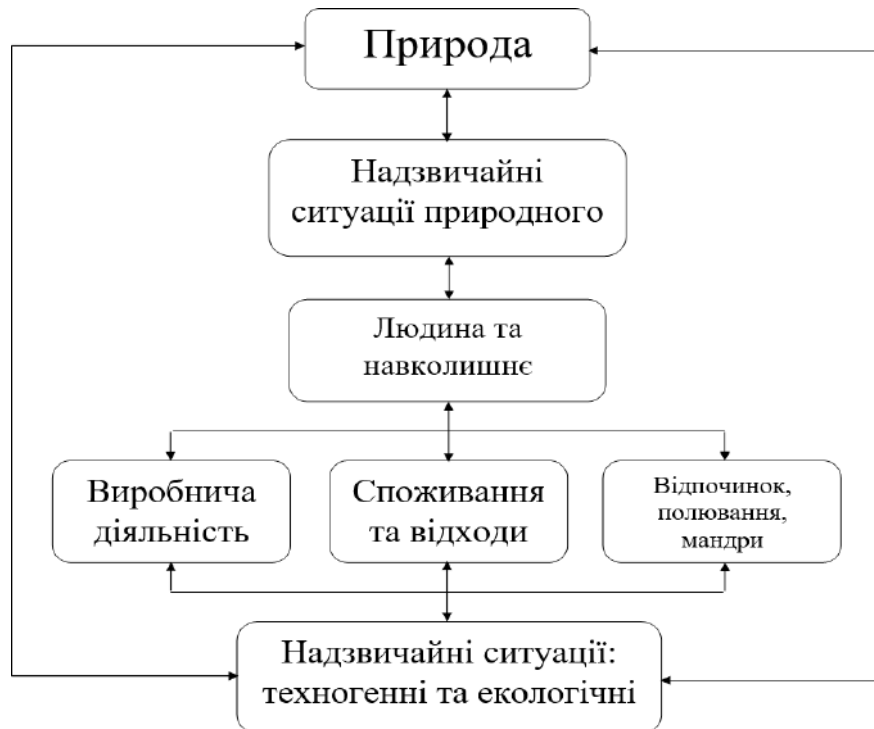 Природа
Надзвичайні
ситуації природного
Людина та
навколишнє
Виробнича
діяльність
Споживання
та відходи
Відпочинок,
полювання,
мандри
Надзвичайні ситуації:
техногенні та екологічні